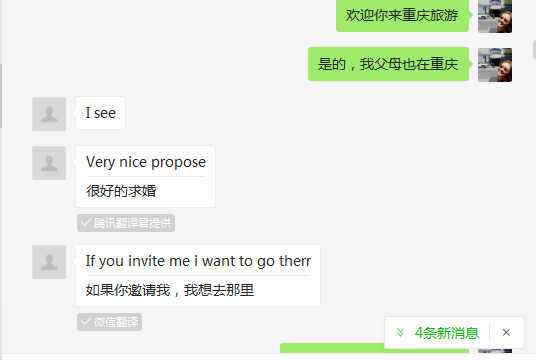 欢迎你来重庆旅游
是的，我父母也在重庆
I see
Very nice propose
很好的求婚
腾讯翻译君提供
If you invite me i want to go therr
如果你邀请我，我想去那里
微信翻译
4条新消息